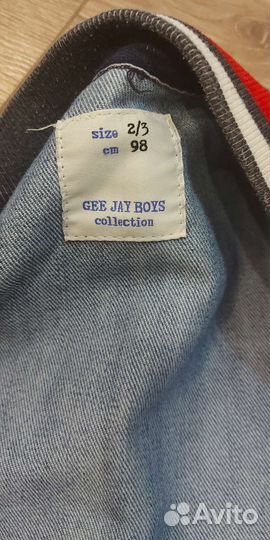 size 2/3
cm 98
GEE JAY BOYS
collection
Avito